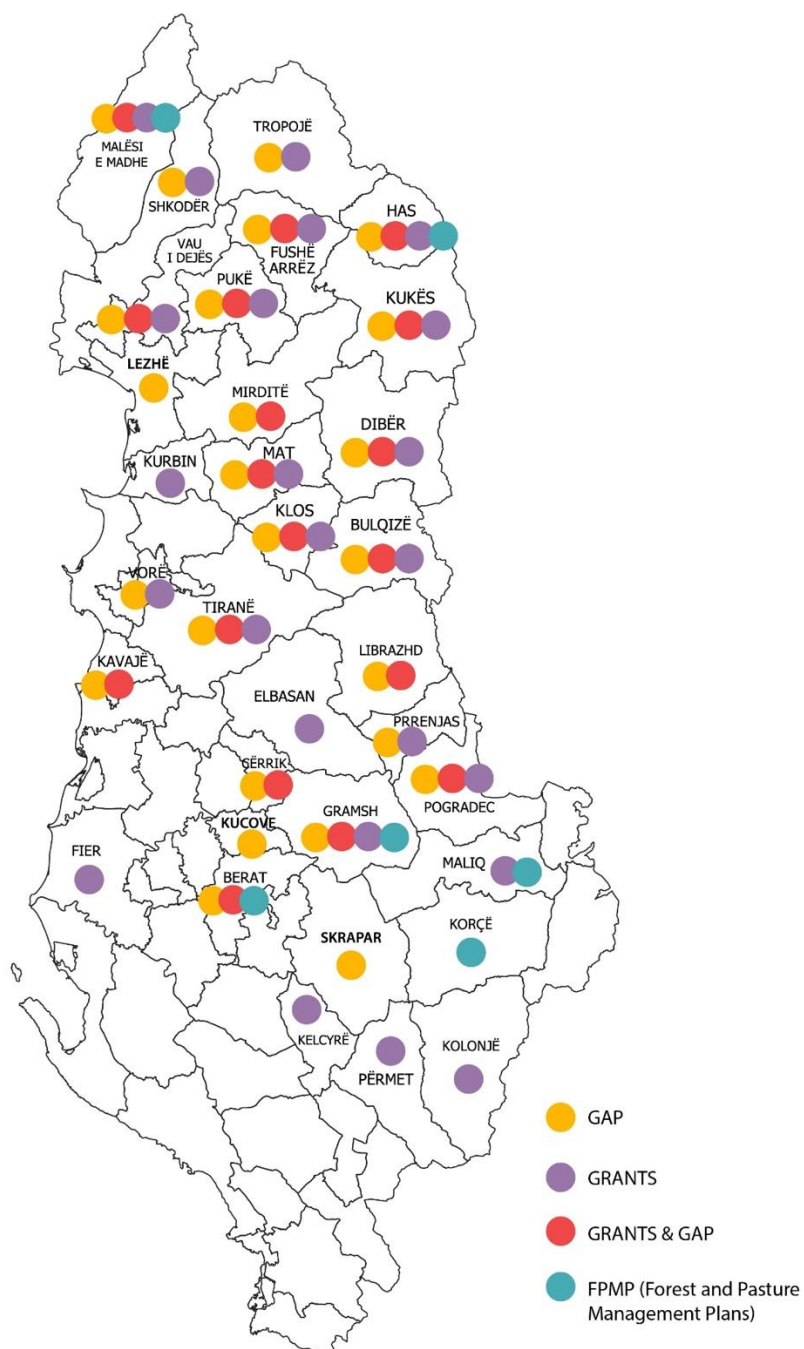 MALËSI
E MADHE
TROPOJË
SHKODËR
HAS
VAU
I DEJËS
FUSHË
ARRËZ
PUKË
KUKËS
LEZHË
MIRDITË
DIBËR
KURBIN
MAT
KLOS
BULQIZË
VORË
TIRANË
LIBRAZHD
KAVAJË
ELBASAN
PRRENJAS
CËRRIK
POGRADEC
KUCOVE
GRAMSH
FIER
MALIQ
BERAT
KORÇË
SKRAPAR
KELCYRË
PËRMET
KOLONJË
GAP
GRANTS
GRANTS & GAP
FPMP (Forest and Pasture
Management Plans)